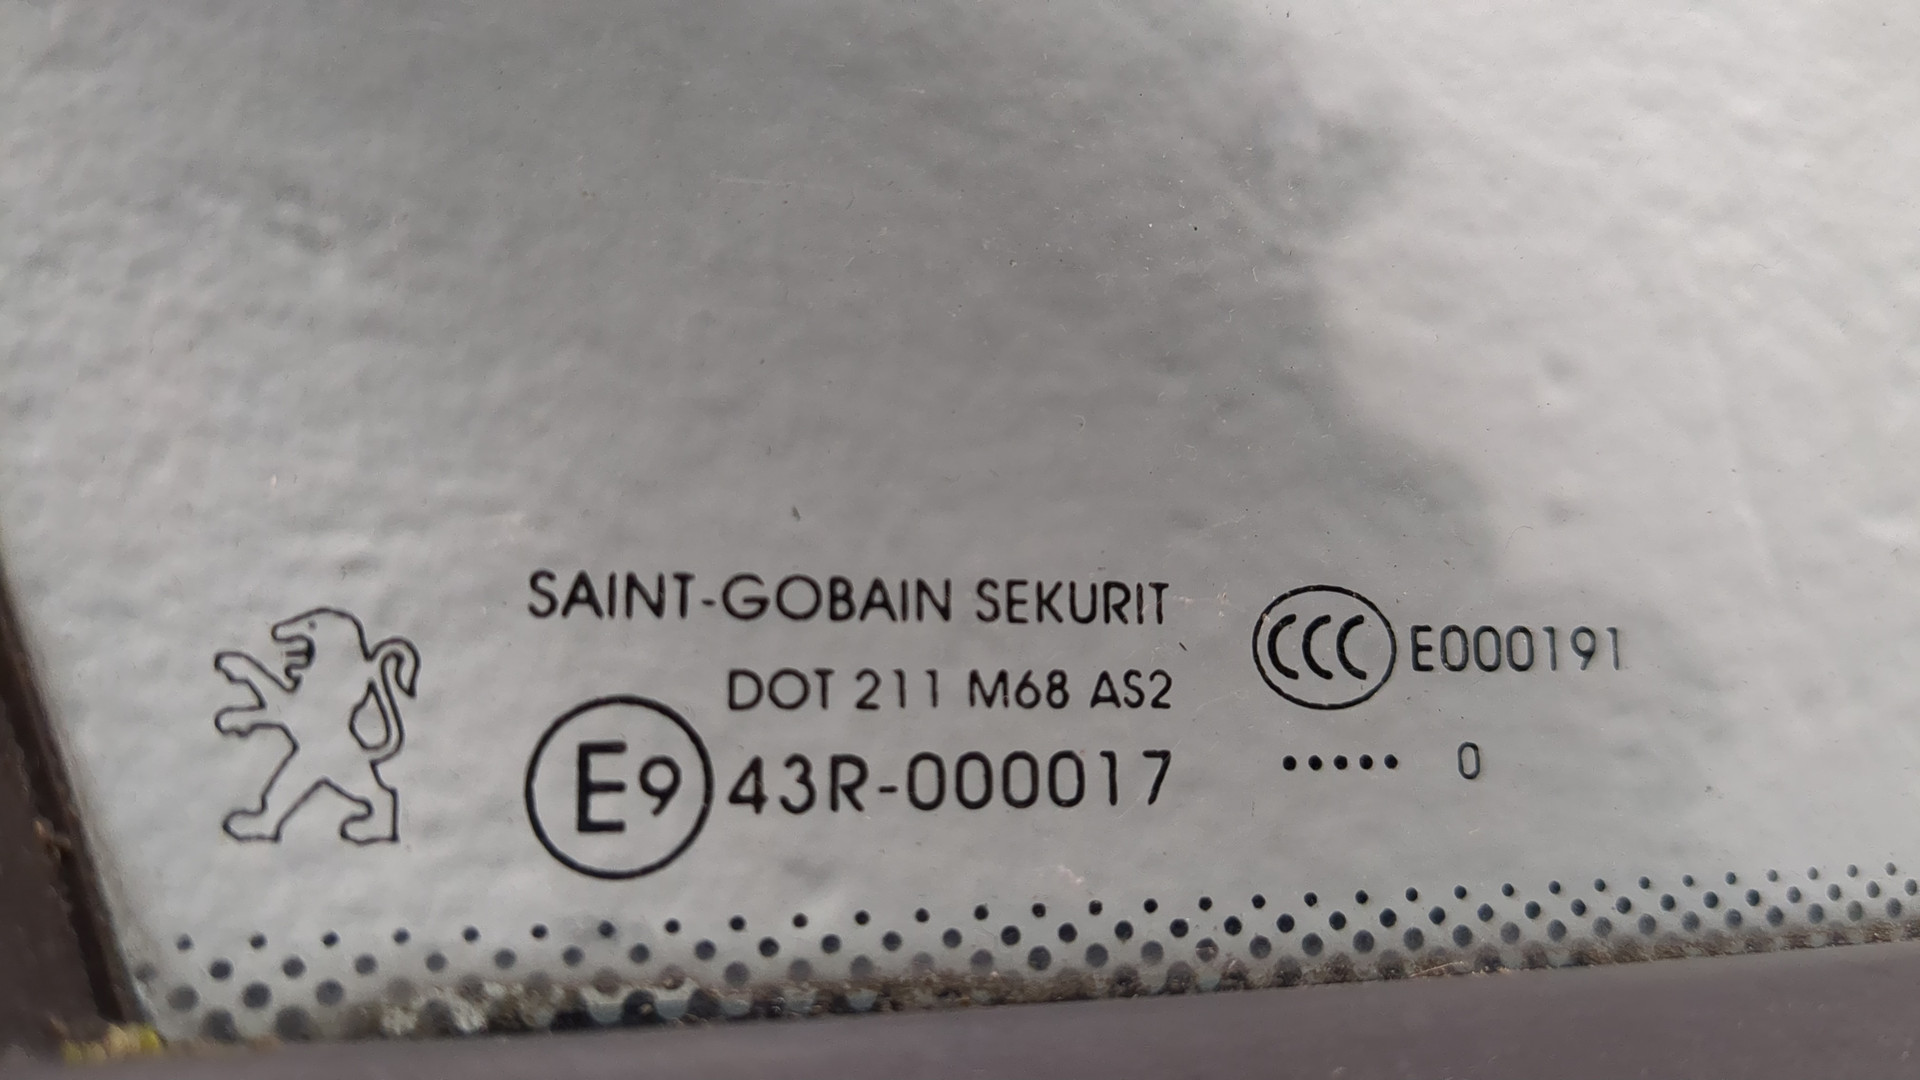 SAINT-GOBAIN SEKURIT
DOT 211 M68 AS2
E9 43R-000017
CCC E000191
..... 0